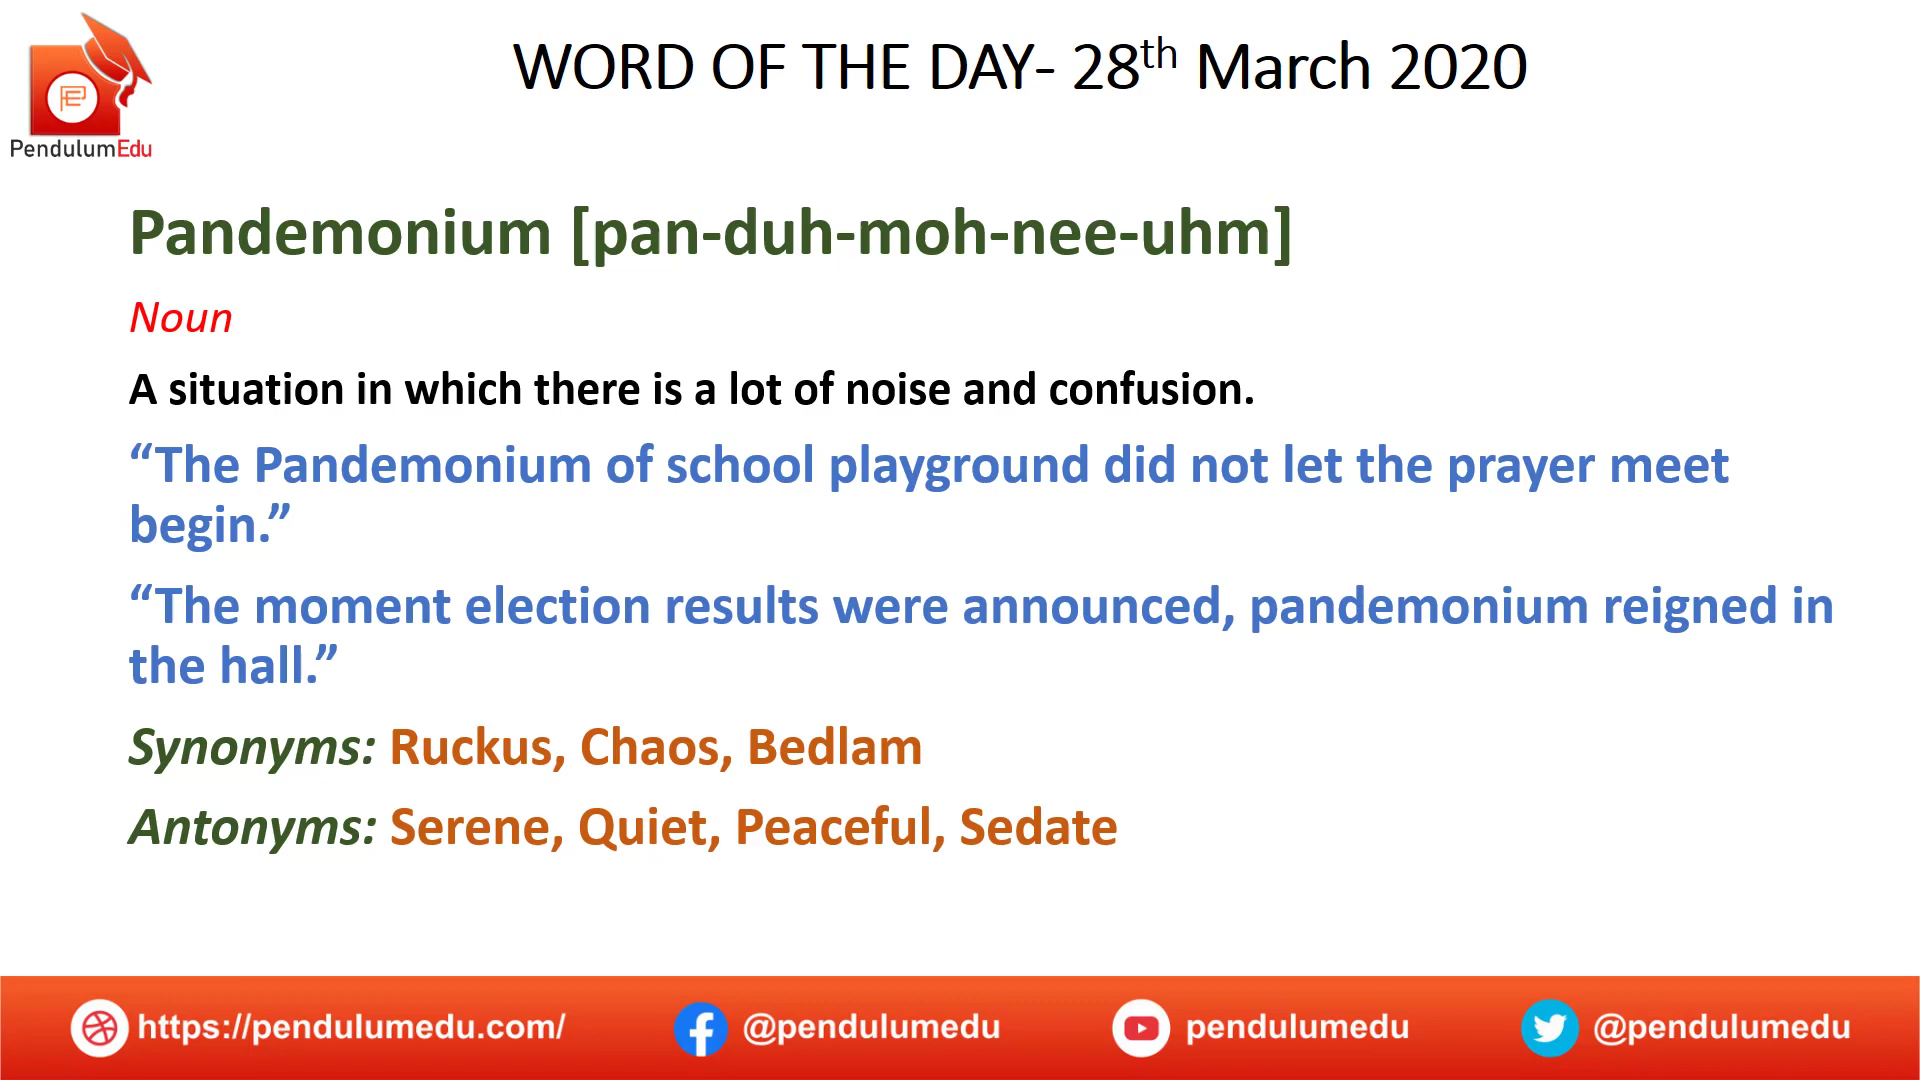 WORD OF THE DAY- 28th March 2020
PendulumEdu
Pandemonium [pan-duh-moh-nee-uhm]
Noun
A situation in which there is a lot of noise and confusion.
“The Pandemonium of school playground did not let the prayer meet
begin.”
“The moment election results were announced, pandemonium reigned in
the hall.”
Synonyms: Ruckus, Chaos, Bedlam
Antonyms: Serene, Quiet, Peaceful, Sedate
https://pendulumedu.com/ @pendulumedu pendulumedu @pendulumedu